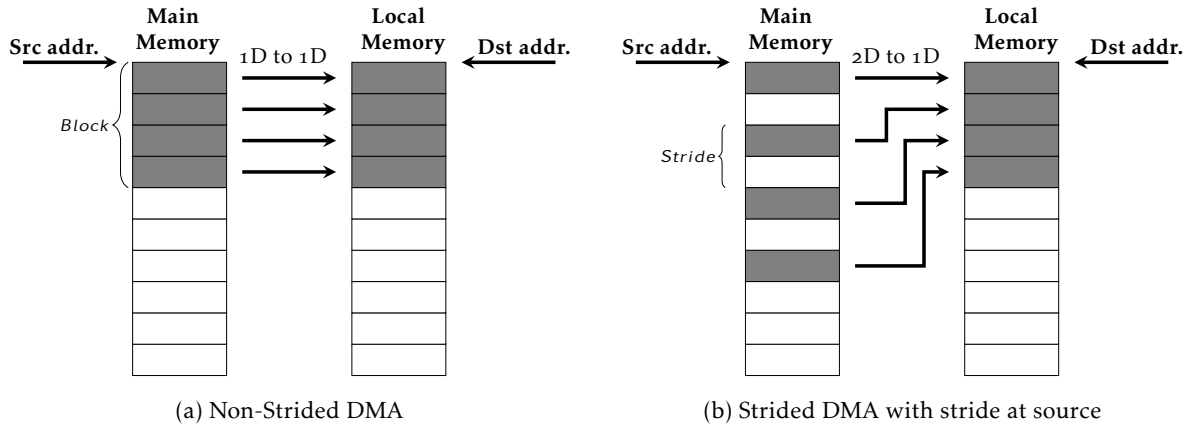 Main
Memory
Local
Memory
Src addr.
Dst addr.
1D to 1D
Block
(a) Non-Strided DMA
Main
Memory
Local
Memory
Src addr.
Dst addr.
2D to 1D
Stride
(b) Strided DMA with stride at source